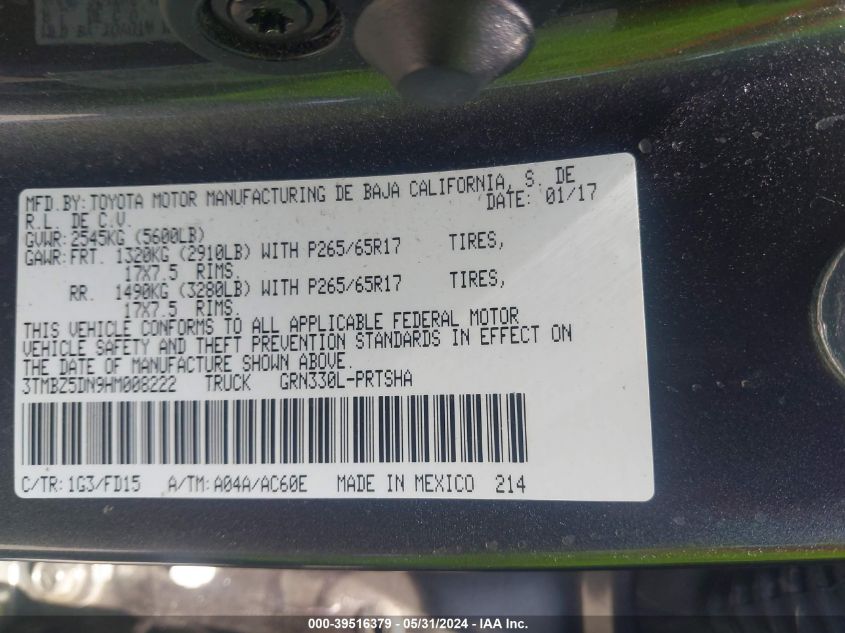 MFD.BY:TOYOTA MOTOR MANUFACTURING DE BAJA CALIFORNIA, S. DE
R.L. DE C.V. DATE: 01/17
GVWR:2545KG (5600LB)
GAWR:FRT. 1320KG (2910LB) WITH P265/65R17 TIRES,
17X7.5 RIMS.
RR. 1490KG (3280LB) WITH P265/65R17 TIRES,
17X7.5 RIMS.
THIS VEHICLE CONFORMS TO ALL APPLICABLE FEDERAL MOTOR
VEHICLE SAFETY AND THEFT PREVENTION STANDARDS IN EFFECT ON
THE DATE OF MANUFACTURE SHOWN ABOVE.
3TMBZ5DN9HM008222 TRUCK GRN330L-PRTSHA
C/TR:1G3/FD15 A/TM:A04A/AC60E MADE IN MEXICO 214
000-39516379 - 05/31/2024 - IAA Inc.